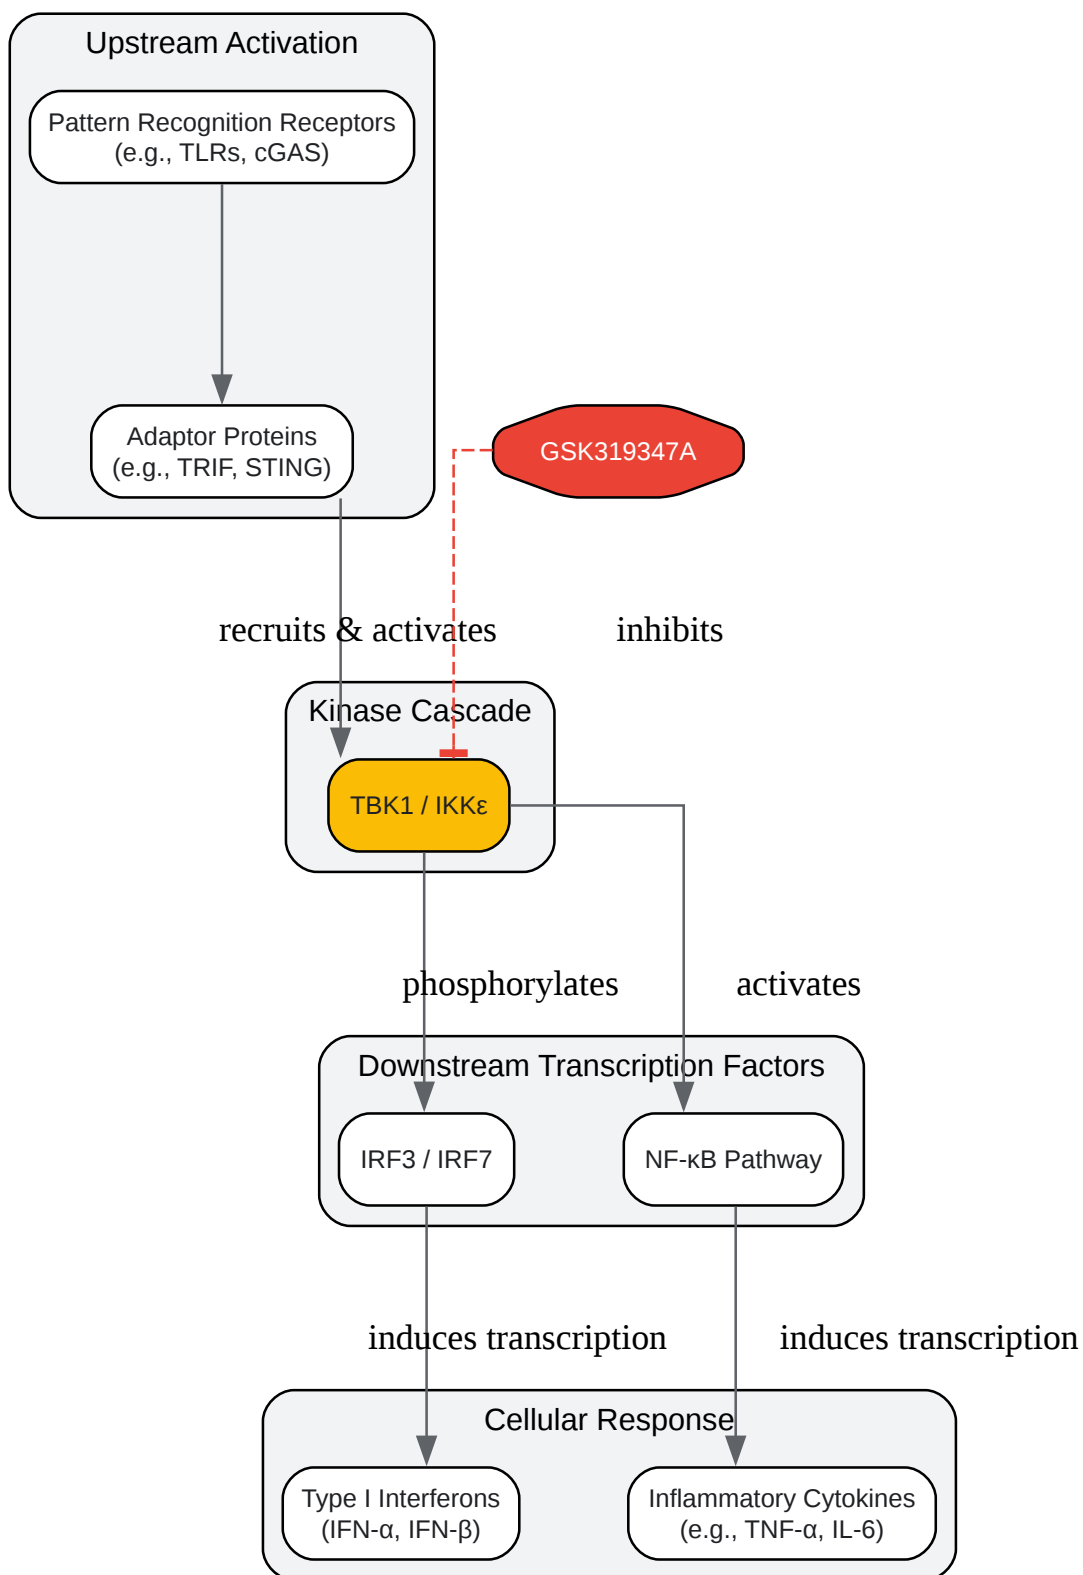 Upstream Activation
Pattern Recognition Receptors
(e.g., TLRs, cGAS)
Adaptor Proteins
(e.g., TRIF, STING)
GSK319347A
recruits & activates
inhibits
Kinase Cascade
TBK1 / IKKε
phosphorylates
activates
Downstream Transcription Factors
IRF3 / IRF7
NF-κB Pathway
induces transcription
induces transcription
Cellular Response
Type I Interferons
(IFN-α, IFN-β)
Inflammatory Cytokines
(e.g., TNF-α, IL-6)